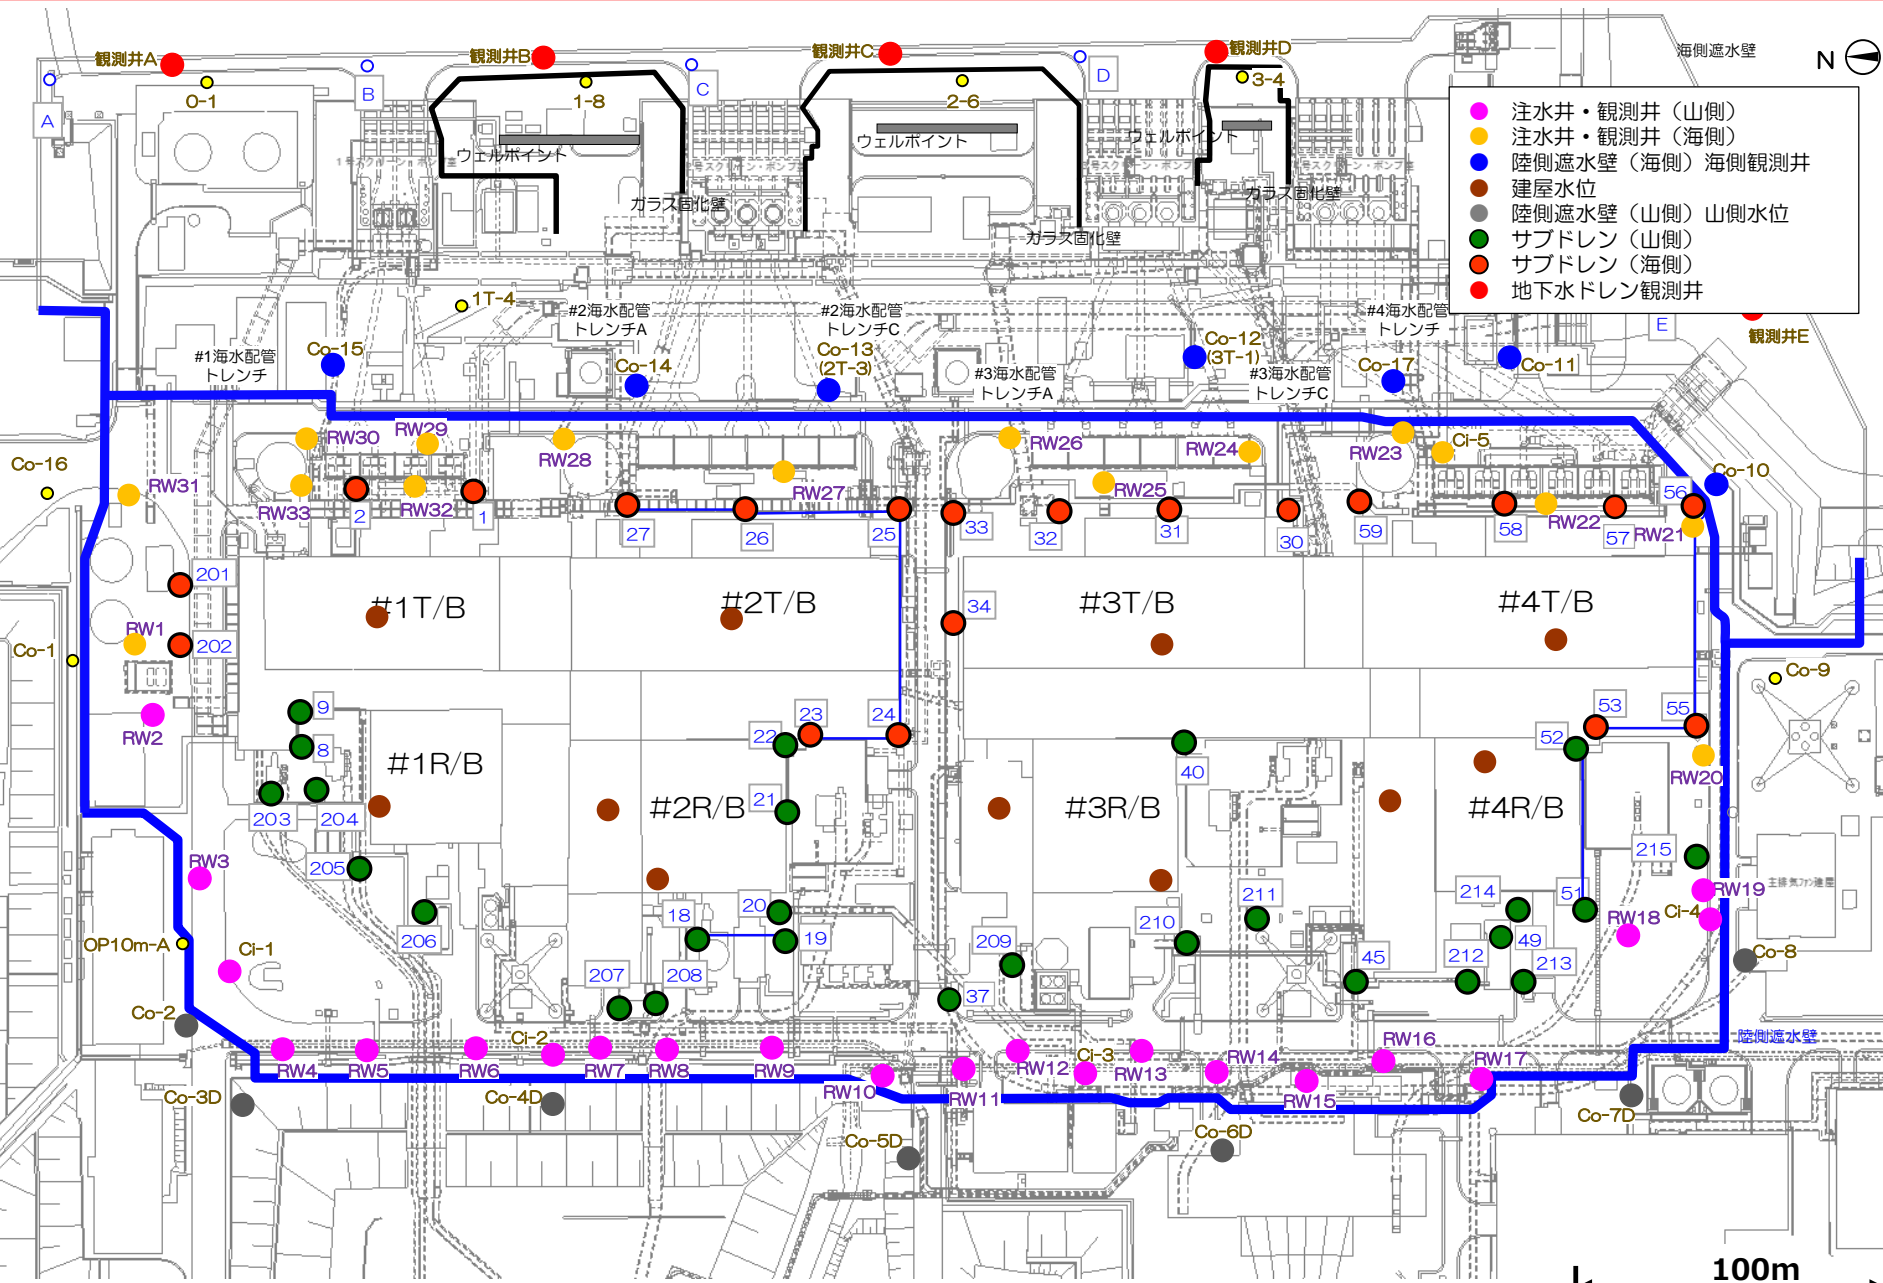 観測井A
観測井B
観測井C
観測井D
海側遮水壁
N
0-1
1-8
2-6
3-4
A
B
C
D
注水井・観測井（山側）
注水井・観測井（海側）
陸側遮水壁（海側）海側観測井
建屋水位
陸側遮水壁（山側）山側水位
サブドレン（山側）
サブドレン（海側）
地下水ドレン観測井
ウェルポイント
ウェルポイント
ウェルポイント
ガラス固化壁
ガラス固化壁
ガラス固化壁
E
観測井E
1T-4
#1海水配管
トレンチ
#2海水配管
トレンチA
#2海水配管
トレンチC
#3海水配管
トレンチA
#3海水配管
トレンチC
#4海水配管
トレンチ
Co-15
Co-14
Co-13
(2T-3)
Co-12
(3T-1)
Co-17
Co-11
Co-16
RW31
RW30
RW29
RW28
RW27
RW26
RW25
RW24
RW23
Ci-5
Co-10
RW33
2
RW32
1
27
26
25
33
32
31
30
59
58
RW22
57
56
RW21
201
202
RW1
Co-1
RW2
#1T/B
#2T/B
34
#3T/B
#4T/B
Co-9
9
8
203
204
205
206
#1R/B
#2R/B
22
23
24
21
#3R/B
40
#4R/B
52
53
55
RW20
215
RW19
RW3
OP10m-A
Ci-1
18
20
19
207
208
209
37
210
211
45
212
214
49
213
51
RW18
Ci-4
Co-8
Co-2
RW4
RW5
RW6
Ci-2
RW7
RW8
RW9
RW10
RW11
RW12
Ci-3
RW13
RW14
RW15
RW16
RW17
陸側遮水壁
主排気ファン建屋
Co-3D
Co-4D
Co-5D
Co-6D
Co-7D
100m